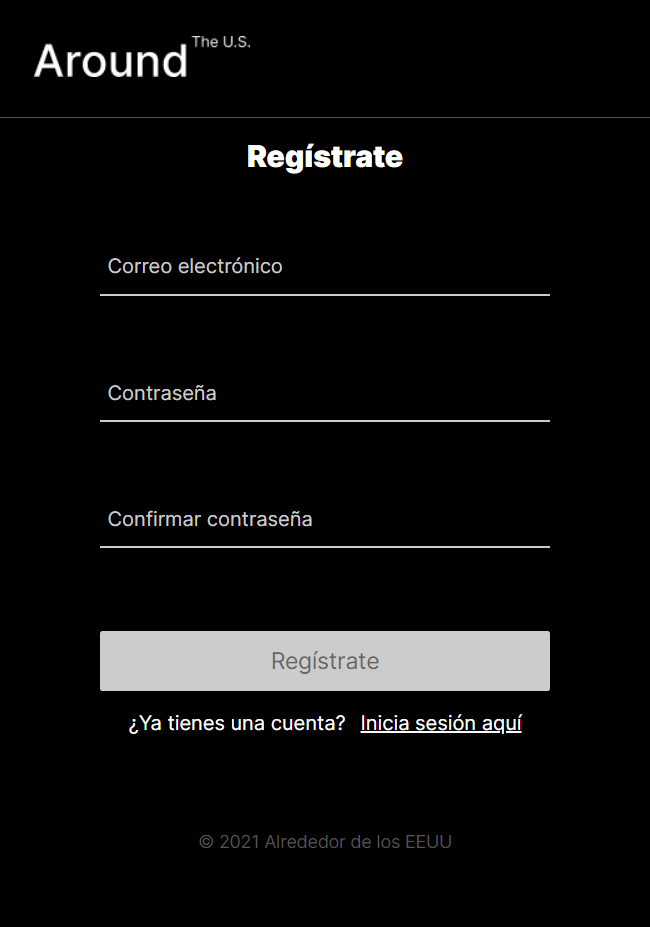 Around The U.S.
Regístrate
Correo electrónico
Contraseña
Confirmar contraseña
Regístrate
¿Ya tienes una cuenta? Inicia sesión aquí
© 2021 Alrededor de los EEUU